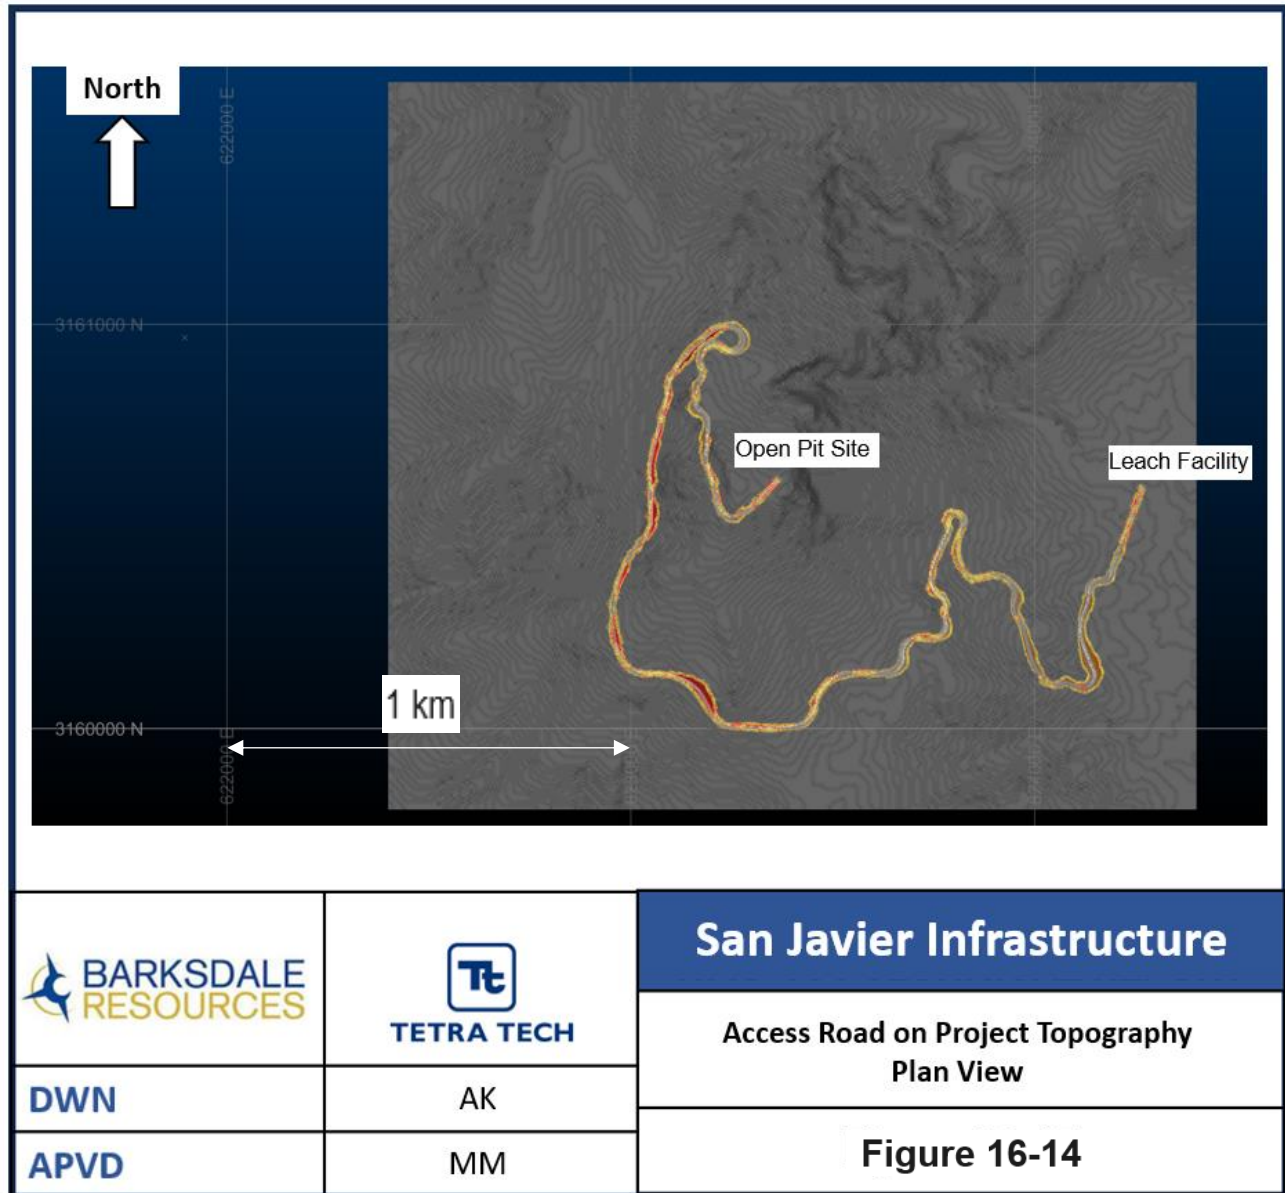 North
622000 E
3161000 N
Open Pit Site
Leach Facility
1 km
3160000 N
622000 E
BARKSDALE
RESOURCES
Tt
TETRA TECH
San Javier Infrastructure
Access Road on Project Topography
Plan View
DWN
AK
APVD
MM
Figure 16-14